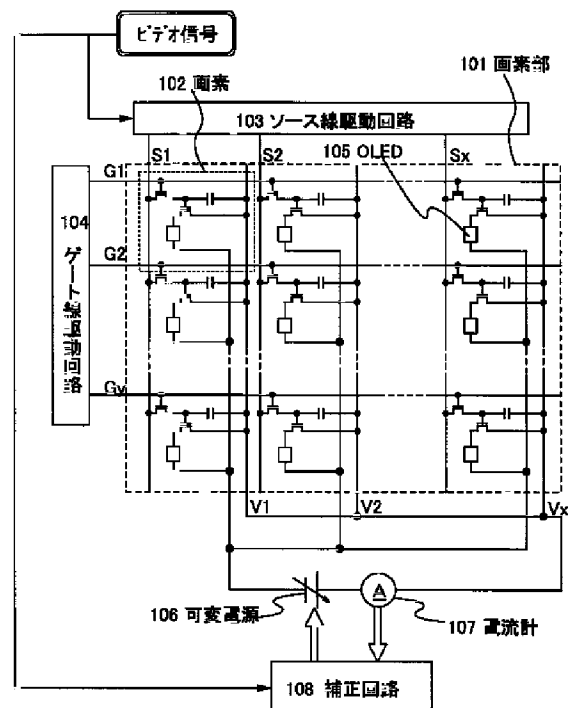 ビデオ信号
102 画素
101 画素部
103 ソース線駆動回路
S1
S2
105 OLED
Sx
G1
104 ゲート線駆動回路
G2
Gy
V1
V2
Vx
106 可変電源
A
107 電流計
108 補正回路